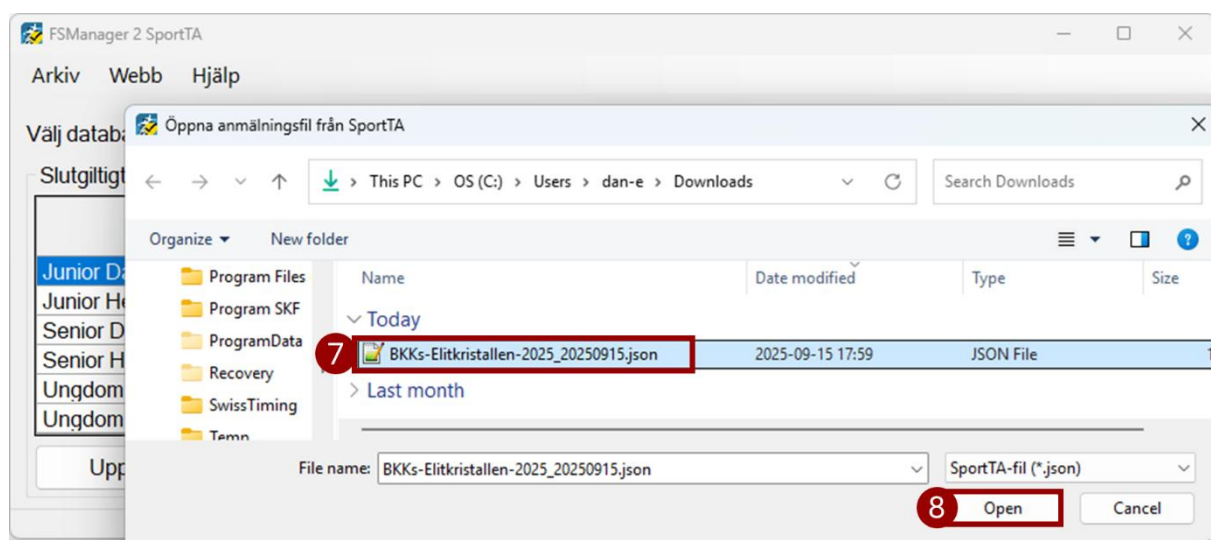 FSManager 2 SportTA
Arkiv Webb Hjälp
Välj databa
Öppna anmälningsfil från SportTA
Slutgiltigt
This PC > OS (C:) > Users > dan-e > Downloads
Search Downloads
Organize New folder
Junior Da
Junior He
Senior D
Senior H
Ungdom
Ungdom
Upp
Program Files
Program SKF
ProgramData
Recovery
SwissTiming
Temp
Name Date modified Type Size
Today
7 BKKs-Elitkristallen-2025_20250915.json 2025-09-15 17:59 JSON File 1
Last month
File name: BKKs-Elitkristallen-2025_20250915.json SportTA-fil (*.json)
8 Open Cancel